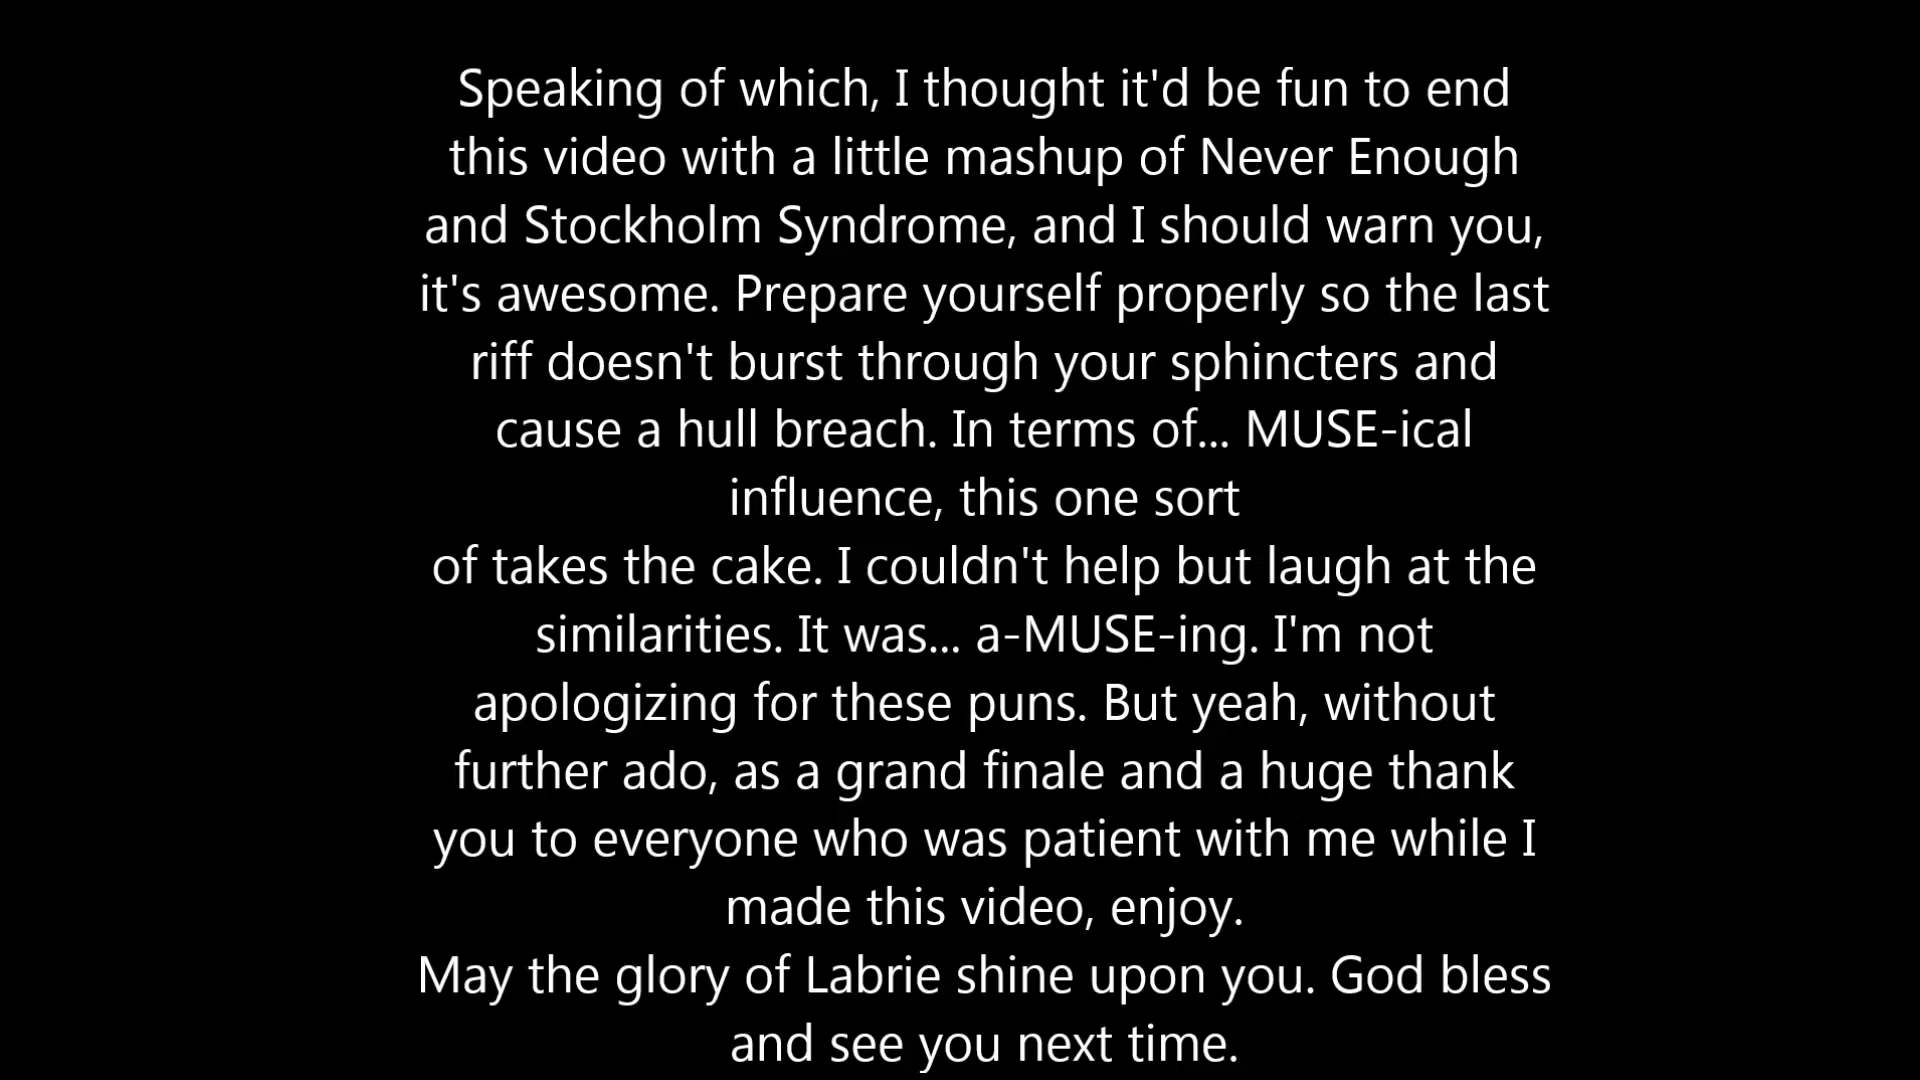 Speaking of which, I thought it'd be fun to end
this video with a little mashup of Never Enough
and Stockholm Syndrome, and I should warn you,
it's awesome. Prepare yourself properly so the last
riff doesn't burst through your sphincters and
cause a hull breach. In terms of... MUSE-ical
influence, this one sort
of takes the cake. I couldn't help but laugh at the
similarities. It was... a-MUSE-ing. I'm not
apologizing for these puns. But yeah, without
further ado, as a grand finale and a huge thank
you to everyone who was patient with me while I
made this video, enjoy.
May the glory of Labrie shine upon you. God bless
and see you next time.